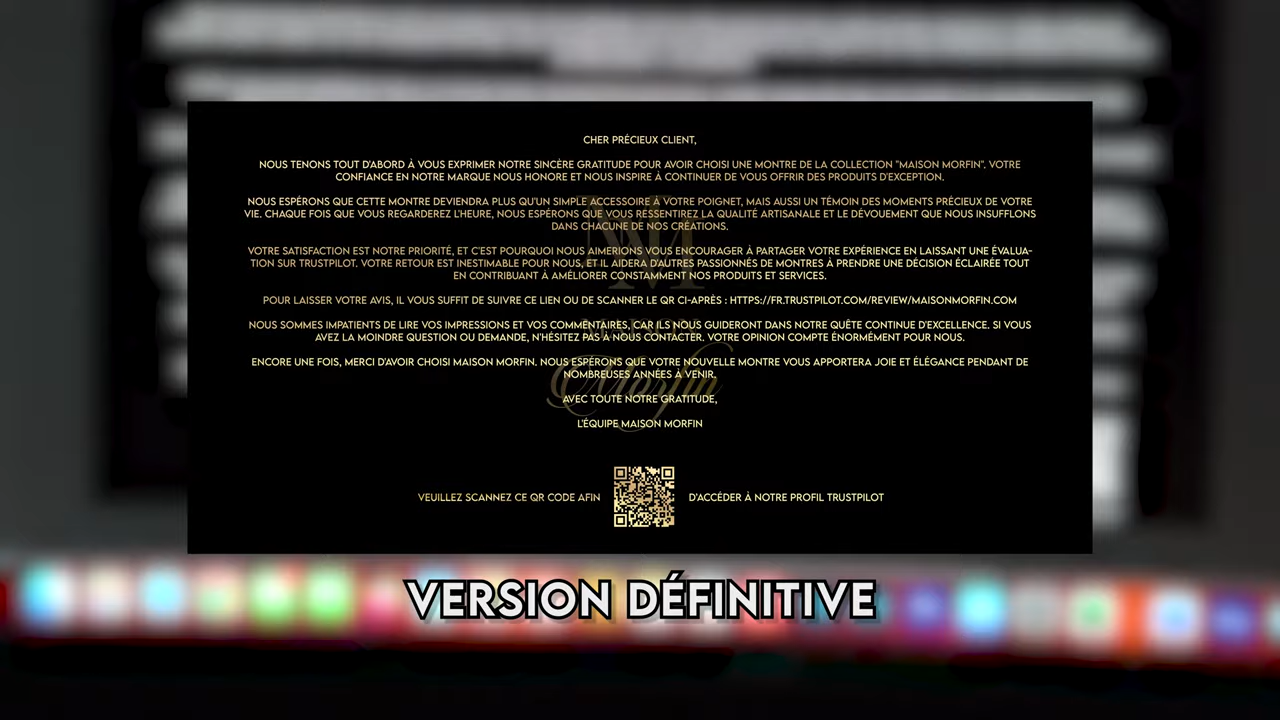 CHER PRÉCIEUX CLIENT,
NOUS TENONS TOUT D'ABORD À VOUS EXPRIMER NOTRE SINCÈRE GRATITUDE POUR AVOIR CHOISI UNE MONTRE DE LA COLLECTION "MAISON MORFIN". VOTRE
CONFIANCE EN NOTRE MARQUE NOUS HONORE ET NOUS INSPIRE À CONTINUER DE VOUS OFFRIR DES PRODUITS D'EXCEPTION.
NOUS ESPÉRONS QUE CETTE MONTRE DEVIENDRA PLUS QU'UN SIMPLE ACCESSOIRE À VOTRE POIGNET, MAIS AUSSI UN TÉMOIN DES MOMENTS PRÉCIEUX DE VOTRE
VIE. CHAQUE FOIS QUE VOUS REGARDEREZ L'HEURE, NOUS ESPÉRONS QUE VOUS RESSENTIREZ LA QUALITÉ ARTISANALE ET LE DÉVOUEMENT QUE NOUS INSUFFLONS
DANS CHACUNE DE NOS CRÉATIONS.
VOTRE SATISFACTION EST NOTRE PRIORITÉ, ET C'EST POURQUOI NOUS AIMERIONS VOUS ENCOURAGER À PARTAGER VOTRE EXPÉRIENCE EN LAISSANT UNE ÉVALUA-
TION SUR TRUSTPILOT. VOTRE RETOUR EST INESTIMABLE POUR NOUS, ET IL AIDERA D'AUTRES PASSIONNÉS DE MONTRES À PRENDRE UNE DÉCISION ÉCLAIRÉE TOUT
EN CONTRIBUANT À AMÉLIORER CONSTAMMENT NOS PRODUITS ET SERVICES.
POUR LAISSER VOTRE AVIS, IL VOUS SUFFIT DE SUIVRE CE LIEN OU DE SCANNER LE QR CI-APRÈS : HTTPS://FR.TRUSTPILOT.COM/REVIEW/MAISONMORFIN.COM
NOUS SOMMES IMPATIENTS DE LIRE VOS IMPRESSIONS ET VOS COMMENTAIRES, CAR ILS NOUS GUIDERONT DANS NOTRE QUÊTE CONTINUE D'EXCELLENCE. SI VOUS
AVEZ LA MOINDRE QUESTION OU DEMANDE, N'HÉSITEZ PAS À NOUS CONTACTER. VOTRE OPINION COMPTE ÉNORMÉMENT POUR NOUS.
ENCORE UNE FOIS, MERCI D'AVOIR CHOISI MAISON MORFIN. NOUS ESPÉRONS QUE VOTRE NOUVELLE MONTRE VOUS APPORTERA JOIE ET ÉLÉGANCE PENDANT DE
NOMBREUSES ANNÉES À VENIR.
AVEC TOUTE NOTRE GRATITUDE,
L'ÉQUIPE MAISON MORFIN
VEUILLEZ SCANNEZ CE QR CODE AFIN D'ACCÉDER À NOTRE PROFIL TRUSTPILOT
VERSION DÉFINITIVE